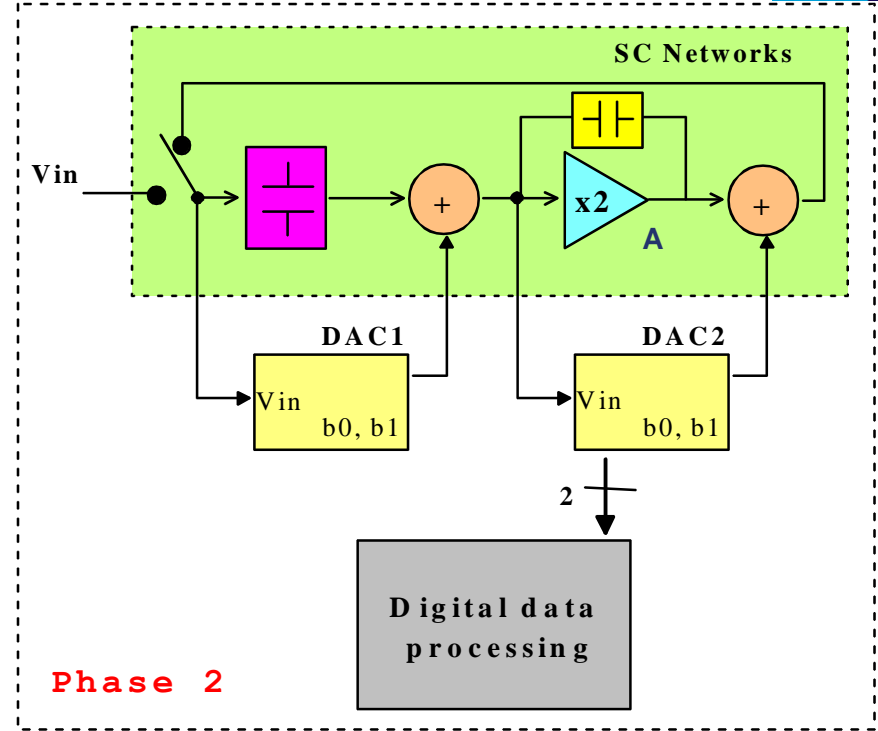 SC Networks
Vin
+
x2
+
A
DAC1
DAC2
Vin
b0, b1
Vin
b0, b1
2
Digital data
processing
Phase 2